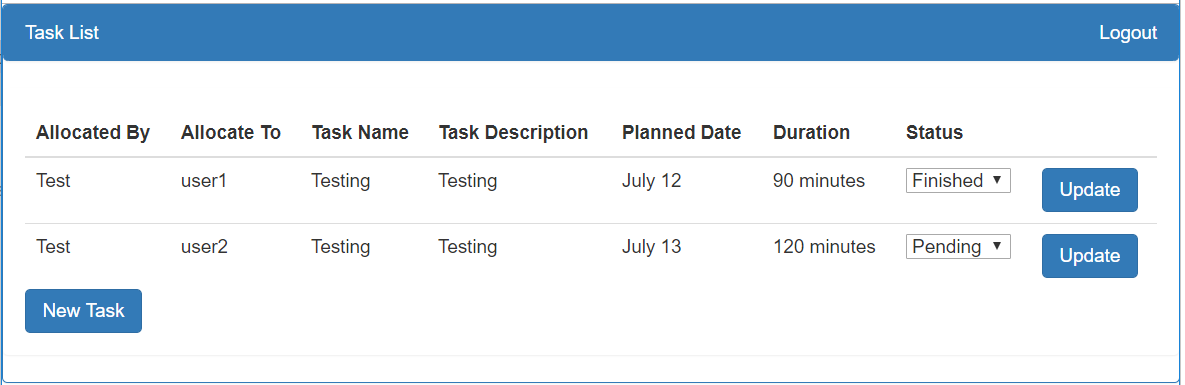 Task List Logout
Allocated By Allocate To Task Name Task Description Planned Date Duration Status
Test user1 Testing Testing July 12 90 minutes Finished Update
Test user2 Testing Testing July 13 120 minutes Pending Update
New Task